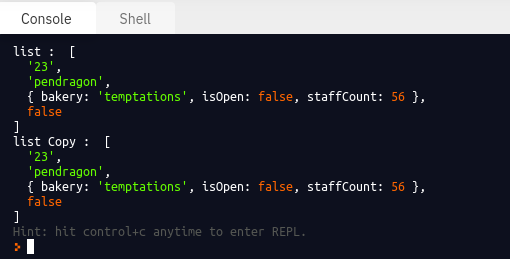 Console Shell
list :  [
  '23',
  'pendragon',
  { bakery: 'temptations', isOpen: false, staffCount: 56 },
  false
]
list Copy :  [
  '23',
  'pendragon',
  { bakery: 'temptations', isOpen: false, staffCount: 56 },
  false
]
Hint: hit control+c anytime to enter REPL.
>